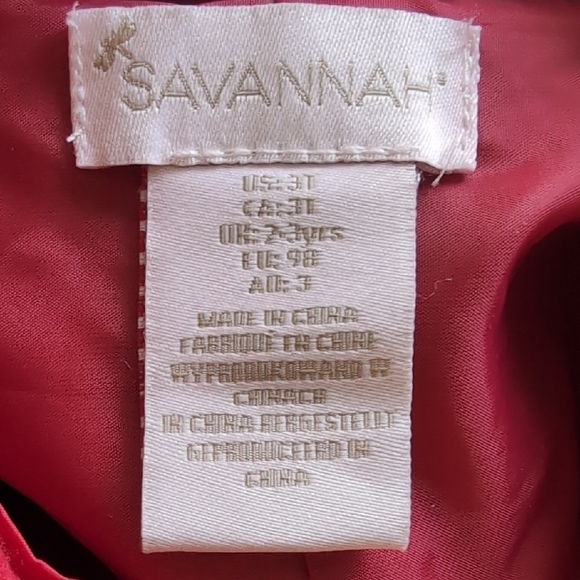 SAVANNAH
US: 3T
CA: 3T
UK: 2-3yrs
EU: 98
AU: 3
MADE IN CHINA
FABRIQUÉ EN CHINE
WYPRODUKOWANO W
CHINACH
IN CHINA HERGESTELLT
GEPRODUCEERD IN
CHINA